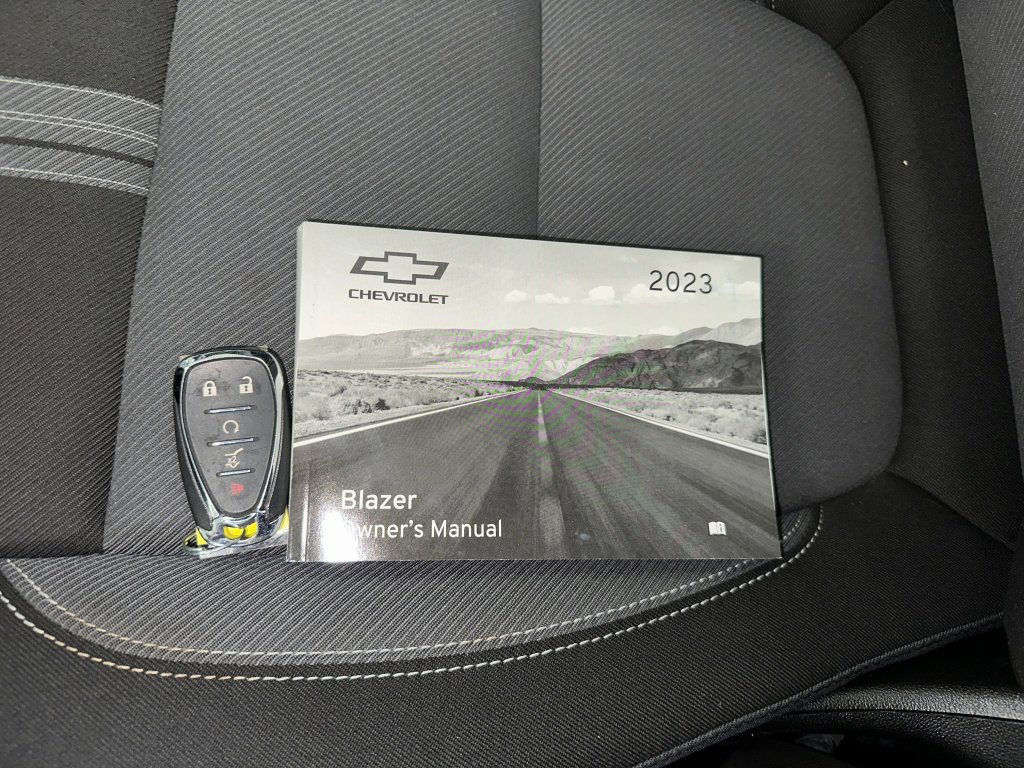 CHEVROLET
2023
Blazer
Owner's Manual